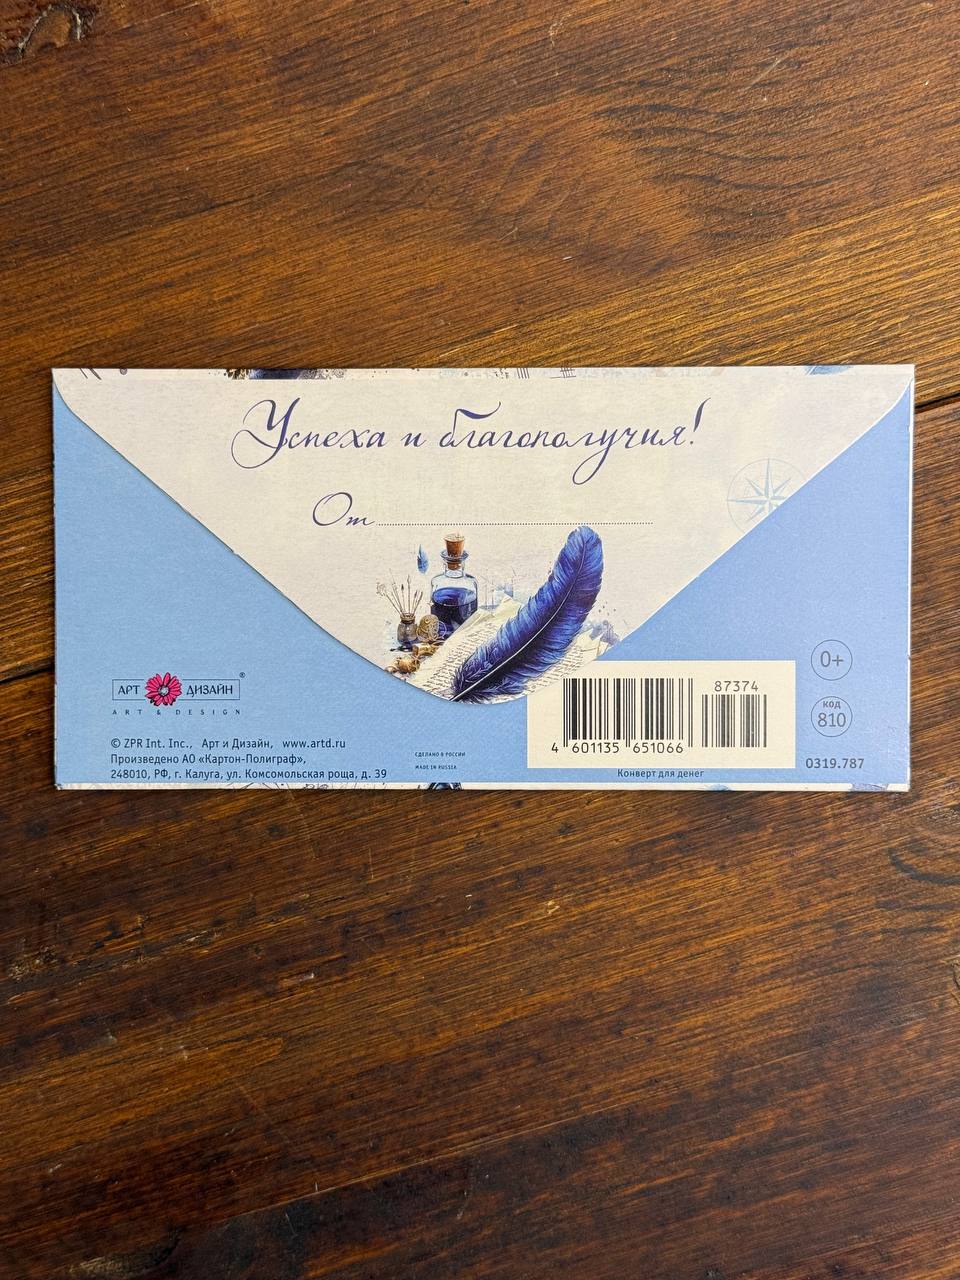 Успеха и благополучия!
От
АРТ ДИЗАЙН ®
ART & DESIGN
© ZPR Int. Inc., Арт и Дизайн, www.artd.ru
Произведено АО «Картон-Полиграф»,
248010, РФ, г. Калуга, ул. Комсомольская роща, д. 39
СДЕЛАНО В РОССИИ
MADE IN RUSSIA
87374
4 601135 651066
Конверт для денег
0+
код
810
0319.787